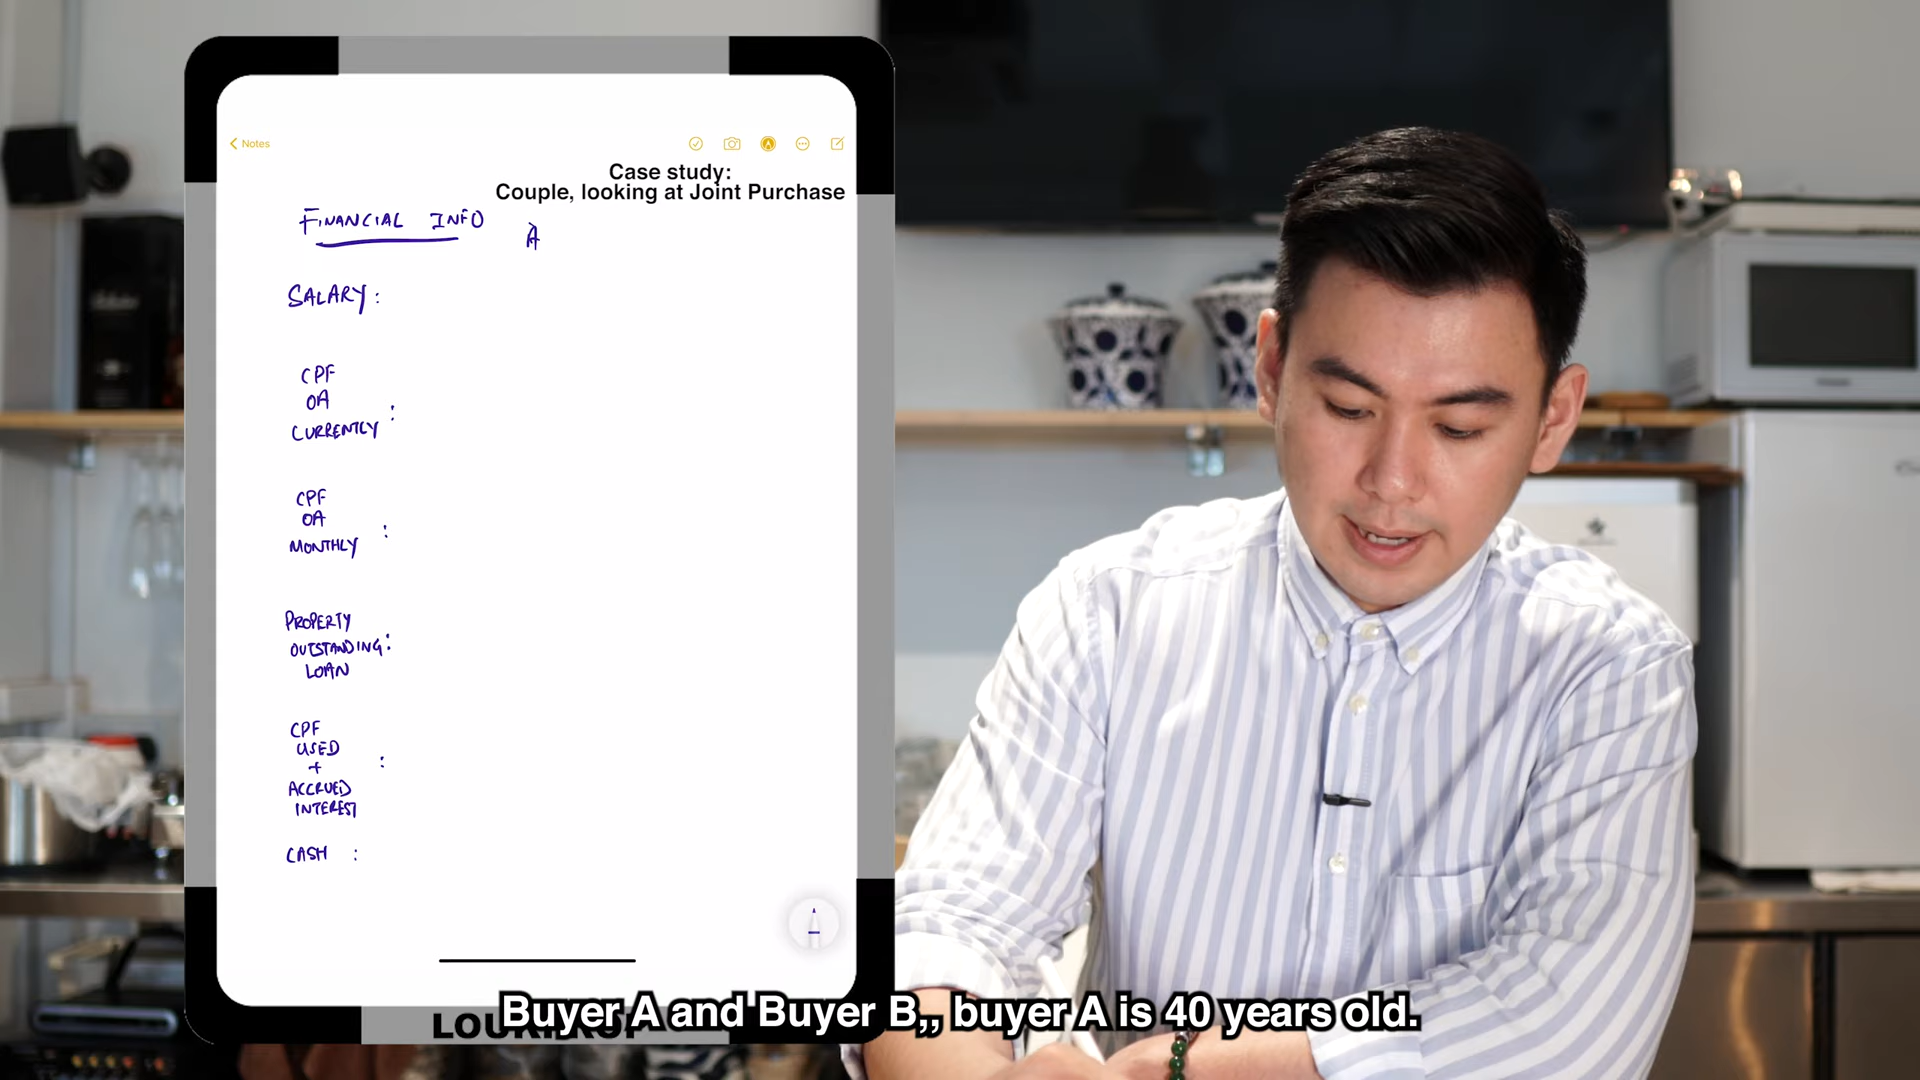 Notes
Case study:
Couple, looking at Joint Purchase
FINANCIAL INFO
A
SALARY :
CPF
OA
CURRENTLY :
CPF
OA
MONTHLY :
PROPERTY
OUTSTANDING :
LOAN
CPF
USED
+
ACCRUED
INTEREST :
CASH :
Buyer A and Buyer B,, buyer A is 40 years old.